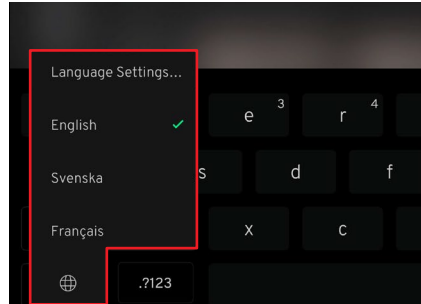 Language Settings...
English
e 3 r 4
Svenska
s d f
Français
x c
.?123